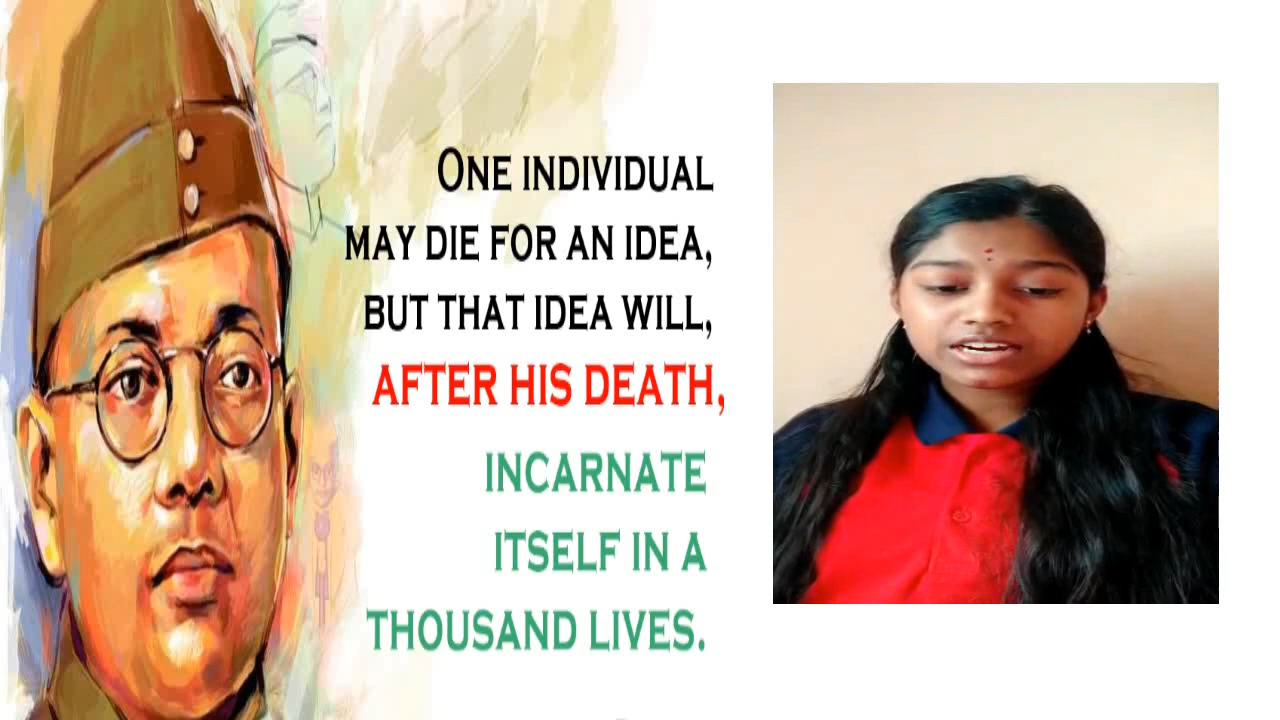 ONE INDIVIDUAL
MAY DIE FOR AN IDEA,
BUT THAT IDEA WILL,
AFTER HIS DEATH,
INCARNATE
ITSELF IN A
THOUSAND LIVES.